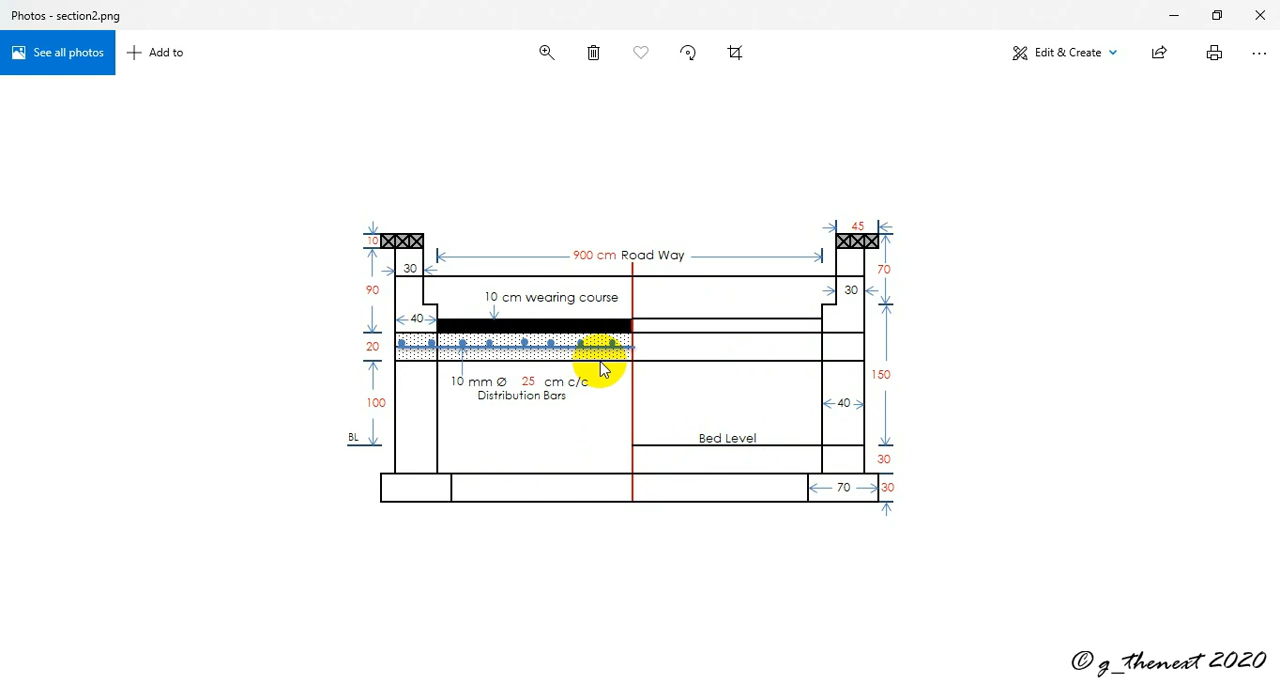 Photos - section2.png
See all photos
Add to
Edit & Create
45
10
900 cm Road Way
30
70
90
10 cm wearing course
30
40
20
150
10 mm Ø 25 cm c/c
Distribution Bars
100
40
BL
Bed Level
30
70
30
© g_thenext 2020